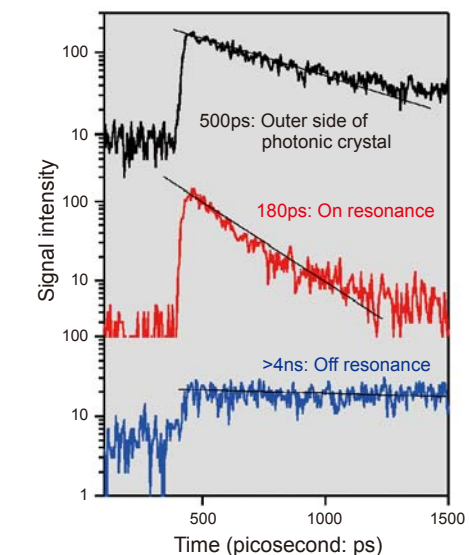 100
500ps: Outer side of
photonic crystal
10
100
180ps: On resonance
Signal intensity
10
100
>4ns: Off resonance
10
1
500
1000
1500
Time (picosecond: ps)